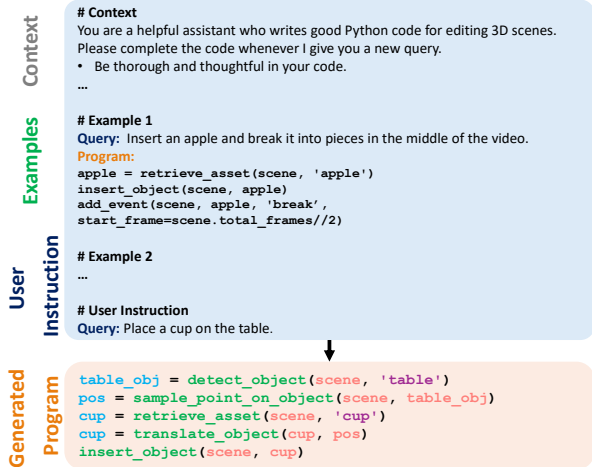 Context
# Context
You are a helpful assistant who writes good Python code for editing 3D scenes.
Please complete the code whenever I give you a new query.
• Be thorough and thoughtful in your code.
...
Examples
# Example 1
Query: Insert an apple and break it into pieces in the middle of the video.
Program:
apple = retrieve_asset(scene, 'apple')
insert_object(scene, apple)
add_event(scene, apple, 'break’,
start_frame=scene.total_frames//2)
# Example 2
...
User
Instruction
# User Instruction
Query: Place a cup on the table.
Generated
Program
table_obj = detect_object(scene, 'table')
pos = sample_point_on_object(scene, table_obj)
cup = retrieve_asset(scene, 'cup')
cup = translate_object(cup, pos)
insert_object(scene, cup)